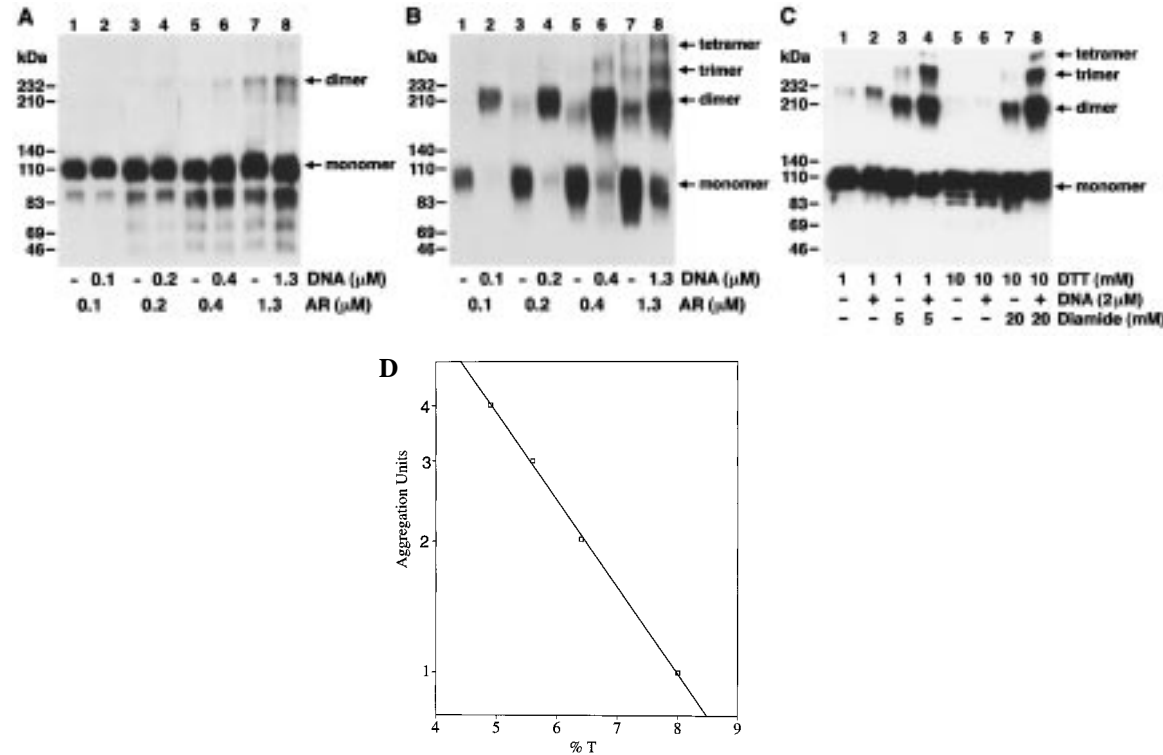 A
1 2 3 4 5 6 7 8
kDa
232
210
140
110
83
69
46
dimer
monomer
- 0.1 - 0.2 - 0.4 - 1.3 DNA (µM)
0.1 0.2 0.4 1.3 AR (µM)
B
1 2 3 4 5 6 7 8
kDa
232
210
140
110
83
69
46
tetramer
trimer
dimer
monomer
- 0.1 - 0.2 - 0.4 - 1.3 DNA (µM)
0.1 0.2 0.4 1.3 AR (µM)
C
1 2 3 4 5 6 7 8
kDa
232
210
140
110
83
69
46
tetramer
trimer
dimer
monomer
1 1 1 1 10 10 10 10 DTT (mM)
- + - + - + - + DNA (2µM)
- - 5 5 - - 20 20 Diamide (mM)
D
Aggregation Units
4
3
2
1
4 5 6 7 8 9
% T